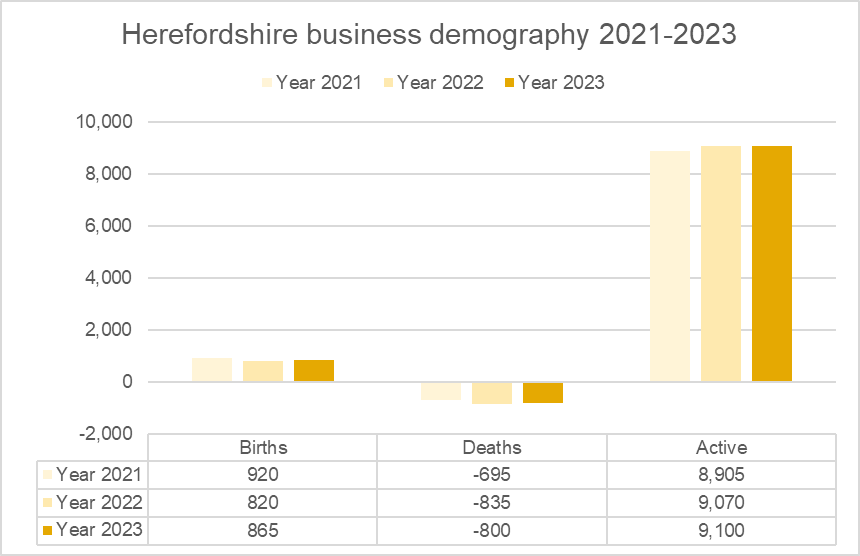 Herefordshire business demography 2021-2023
Year 2021 Year 2022 Year 2023
10,000
8,000
6,000
4,000
2,000
0
-2,000
Births Deaths Active
Year 2021 920 -695 8,905
Year 2022 820 -835 9,070
Year 2023 865 -800 9,100